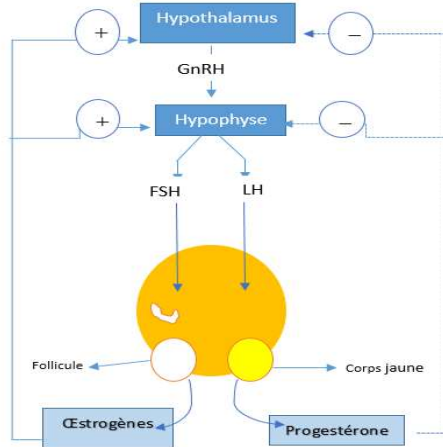 Hypothalamus
+
−
GnRH
Hypophyse
+
−
FSH
LH
Follicule
Corps jaune
Œstrogènes
Progestérone